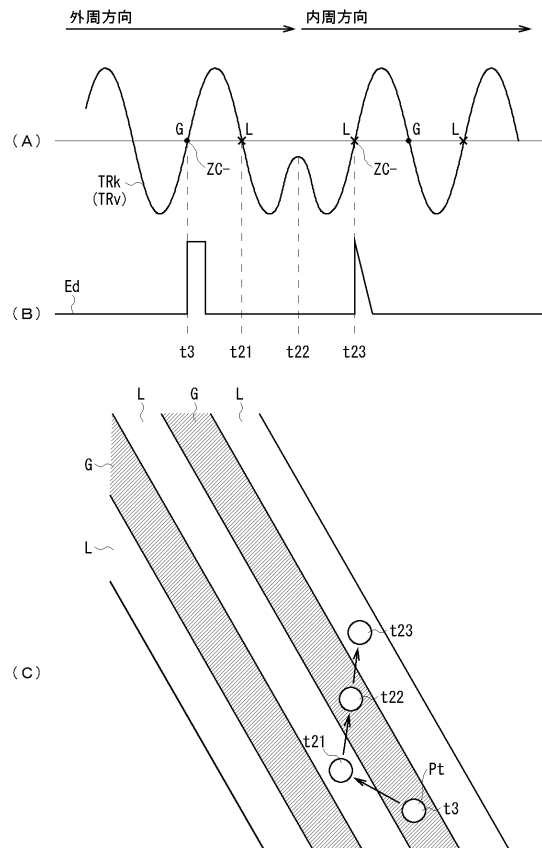 外周方向 内周方向
G L L G L
(A)
ZC- ZC-
TRk
(TRv)
Ed
(B)
t3 t21 t22 t23
L G L
G
L
t23
(C)
t22
t21
Pt
t3